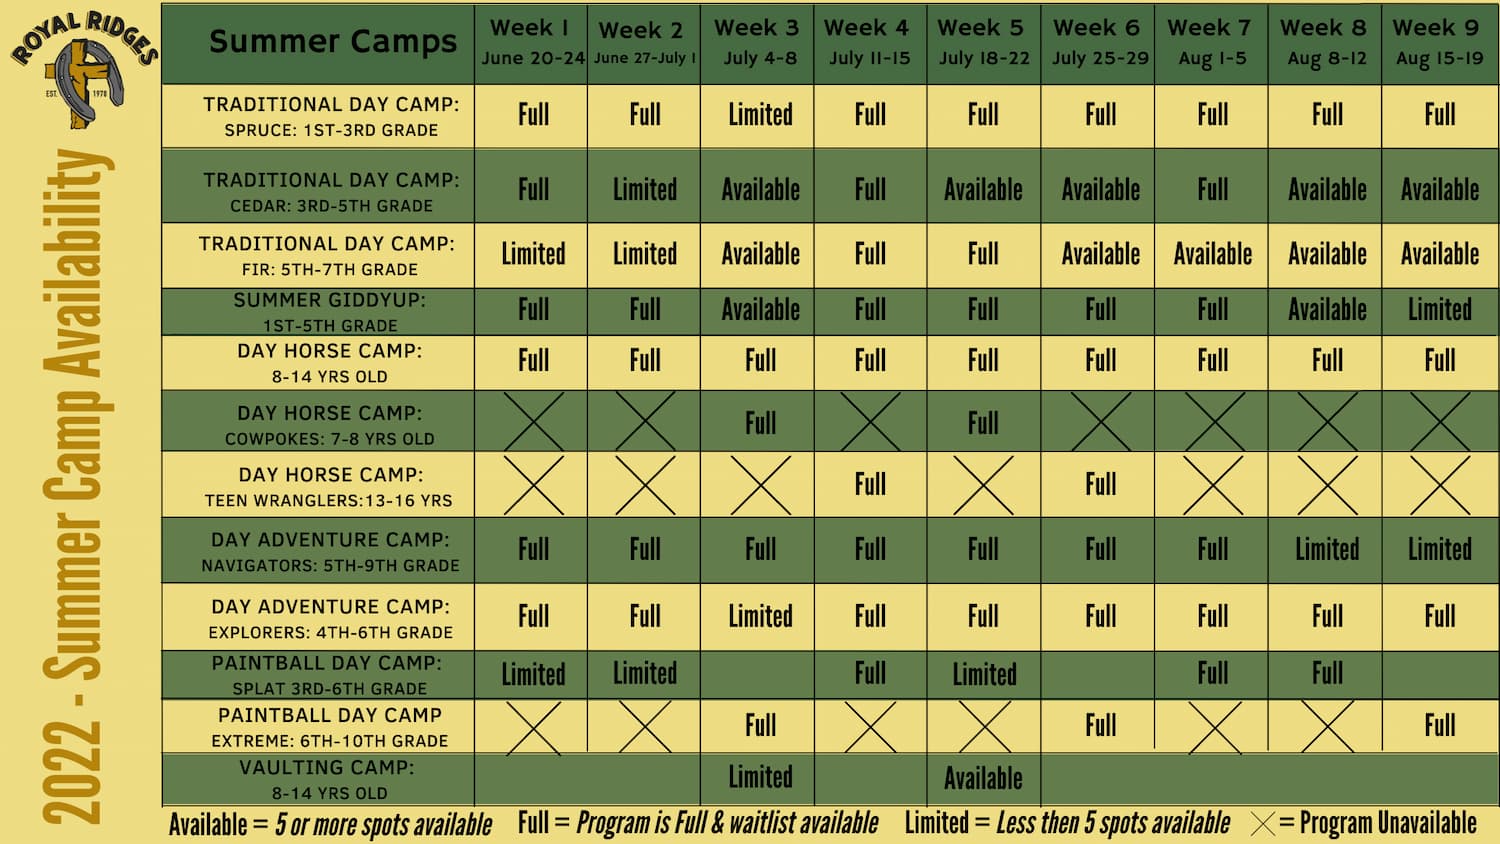 ROYAL RIDGES
EST. 1978
2022 - Summer Camp Availability
Summer Camps Week 1 Week 2 Week 3 Week 4 Week 5 Week 6 Week 7 Week 8 Week 9
June 20-24 June 27-July 1 July 4-8 July 11-15 July 18-22 July 25-29 Aug 1-5 Aug 8-12 Aug 15-19
TRADITIONAL DAY CAMP:
SPRUCE: 1ST-3RD GRADE
Full Full Limited Full Full Full Full Full Full
TRADITIONAL DAY CAMP:
CEDAR: 3RD-5TH GRADE
Full Limited Available Full Available Available Full Available Available
TRADITIONAL DAY CAMP:
FIR: 5TH-7TH GRADE
Limited Limited Available Full Full Available Available Available Available
SUMMER GIDDYUP:
1ST-5TH GRADE
Full Full Available Full Full Full Full Available Limited
DAY HORSE CAMP:
8-14 YRS OLD
Full Full Full Full Full Full Full Full Full
DAY HORSE CAMP:
COWPOKES: 7-8 YRS OLD
Full Full
DAY HORSE CAMP:
TEEN WRANGLERS:13-16 YRS
Full Full
DAY ADVENTURE CAMP:
NAVIGATORS: 5TH-9TH GRADE
Full Full Full Full Full Full Full Limited Limited
DAY ADVENTURE CAMP:
EXPLORERS: 4TH-6TH GRADE
Full Full Limited Full Full Full Full Full Full
PAINTBALL DAY CAMP:
SPLAT 3RD-6TH GRADE
Limited Limited Full Limited Full Full
PAINTBALL DAY CAMP
EXTREME: 6TH-10TH GRADE
Full Full Full
VAULTING CAMP:
8-14 YRS OLD
Limited Available
Available = 5 or more spots available Full = Program is Full & waitlist available Limited = Less then 5 spots available = Program Unavailable